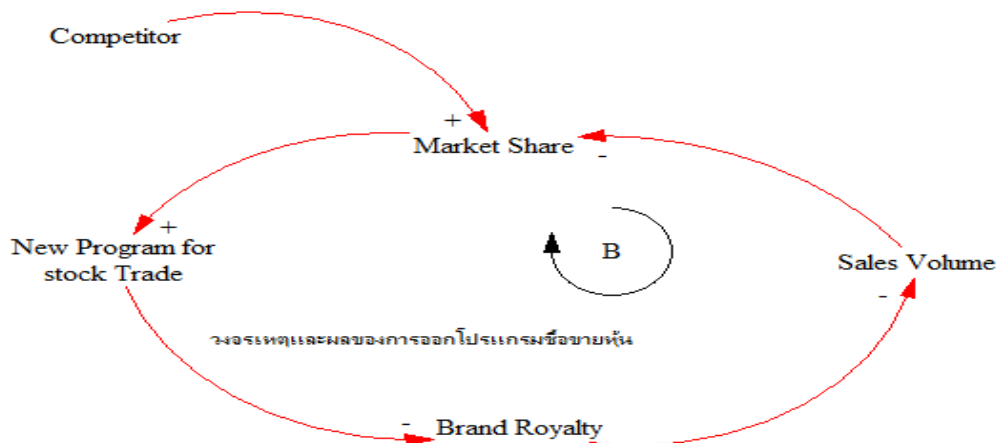 Competitor
+
Market Share
-
+
New Program for
stock Trade
B
Sales Volume
-
วงจรเหตุและผลของการออกโปรแกรมซื้อขายหุ้น
-
Brand Royalty